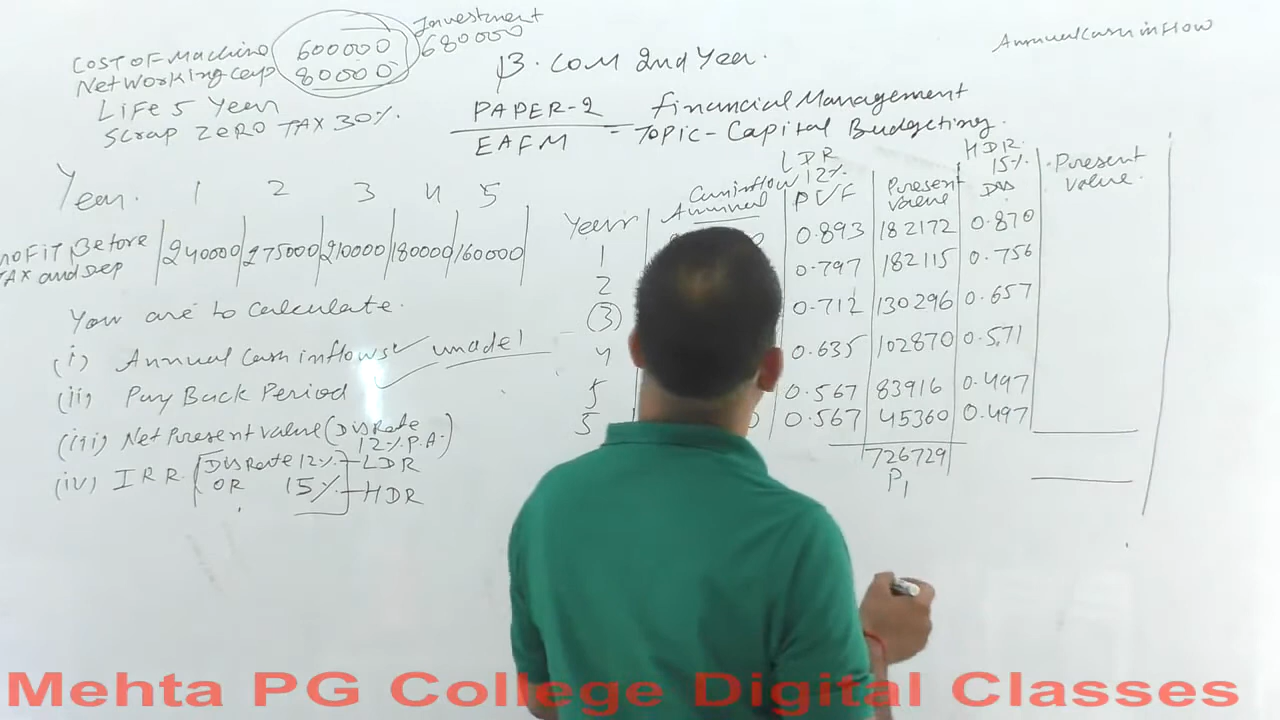 Investment
COST OF Machino 600000 680000
Net Working Cap 80000
LIFE 5 Year
Scrap ZERO TAX 30%.
Annual Cash inflow
B. COM 2nd Year.
PAPER-2 Financial Management
EAFM = Topic - Capital Budgeting.
Year. 1 2 3 4 5
Profit Before
TAX and Dep 240000 275000 210000 180000 160000
You are to Calculate.
(i) Annual Cash inflows
(ii) Pay Back Period
(iii) Net Present Value (Dis Rate
12% P.A.)
(iv) IRR [Dis Rate 12% LDR
OR 15% HDR
LDR HDR
12% 15%
Years Annual Cash inflow PVF Present Value Dis Present Value.
1 0.893 182172 0.870
2 0.797 182115 0.756
3 0.712 130296 0.657
4 0.635 102870 0.571
5 0.567 83916 0.497
5 0.567 45360 0.497
726729
P1
Mehta PG College Digital Classes